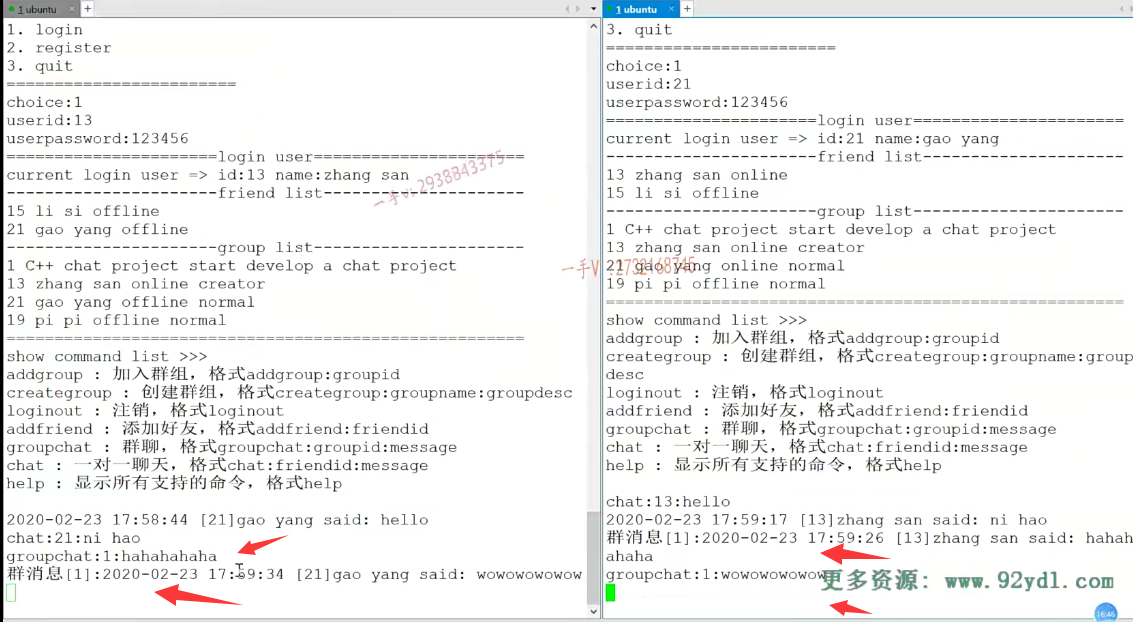 1 ubuntu × +
1. login
2. register
3. quit
========================
choice:1
userid:13
userpassword:123456
======================login user======================
current login user => id:13 name:zhang san
----------------------friend list---------------------
15 li si offline
21 gao yang offline
----------------------group list----------------------
1 C++ chat project start develop a chat project
13 zhang san online creator
21 gao yang offline normal
19 pi pi offline normal
======================================================
show command list >>>
addgroup : 加入群组，格式addgroup:groupid
creategroup : 创建群组，格式creategroup:groupname:groupdesc
loginout : 注销，格式loginout
addfriend : 添加好友，格式addfriend:friendid
groupchat : 群聊，格式groupchat:groupid:message
chat : 一对一聊天，格式chat:friendid:message
help : 显示所有支持的命令，格式help
2020-02-23 17:58:44 [21]gao yang said: hello
chat:21:ni hao
groupchat:1:hahahahaha
群消息[1]:2020-02-23 17:59:34 [21]gao yang said: wowowowowow
一手v: 2938843375
1 ubuntu × +
3. quit
========================
choice:1
userid:21
userpassword:123456
======================login user======================
current login user => id:21 name:gao yang
----------------------friend list---------------------
13 zhang san online
15 li si offline
----------------------group list----------------------
1 C++ chat project start develop a chat project
13 zhang san online creator
21 gao yang online normal
19 pi pi offline normal
======================================================
show command list >>>
addgroup : 加入群组，格式addgroup:groupid
creategroup : 创建群组，格式creategroup:groupname:group
desc
loginout : 注销，格式loginout
addfriend : 添加好友，格式addfriend:friendid
groupchat : 群聊，格式groupchat:groupid:message
chat : 一对一聊天，格式chat:friendid:message
help : 显示所有支持的命令，格式help
chat:13:hello
2020-02-23 17:59:17 [13]zhang san said: ni hao
群消息[1]:2020-02-23 17:59:26 [13]zhang san said: hahah
ahaha
groupchat:1:wowowowowow
一手V :2732168745
更多资源: www.92ydl.com
16:46